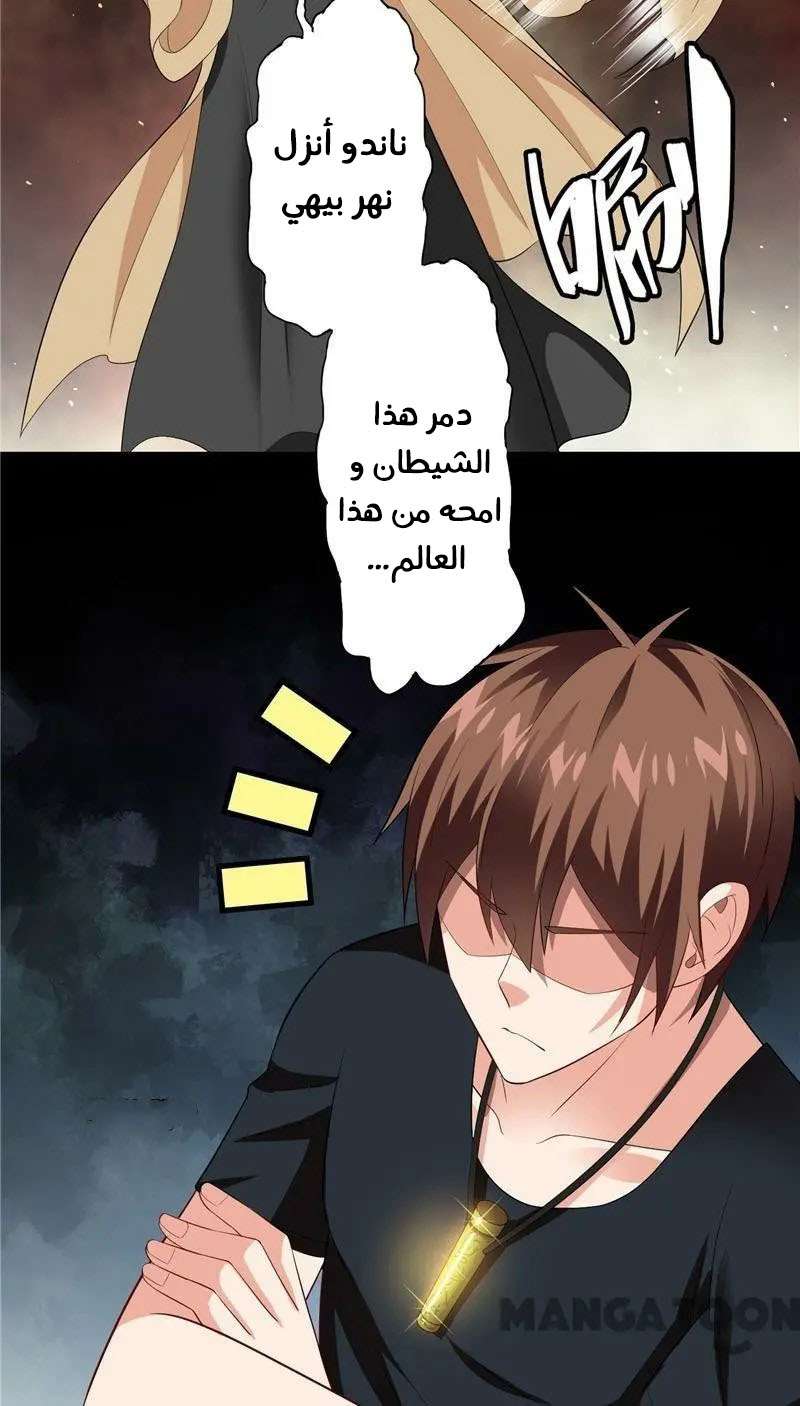 ناندو أنزل
نهر بيهي
دمر هذا
الشيطان و
امحه من هذا
العالم...
MANGATOON